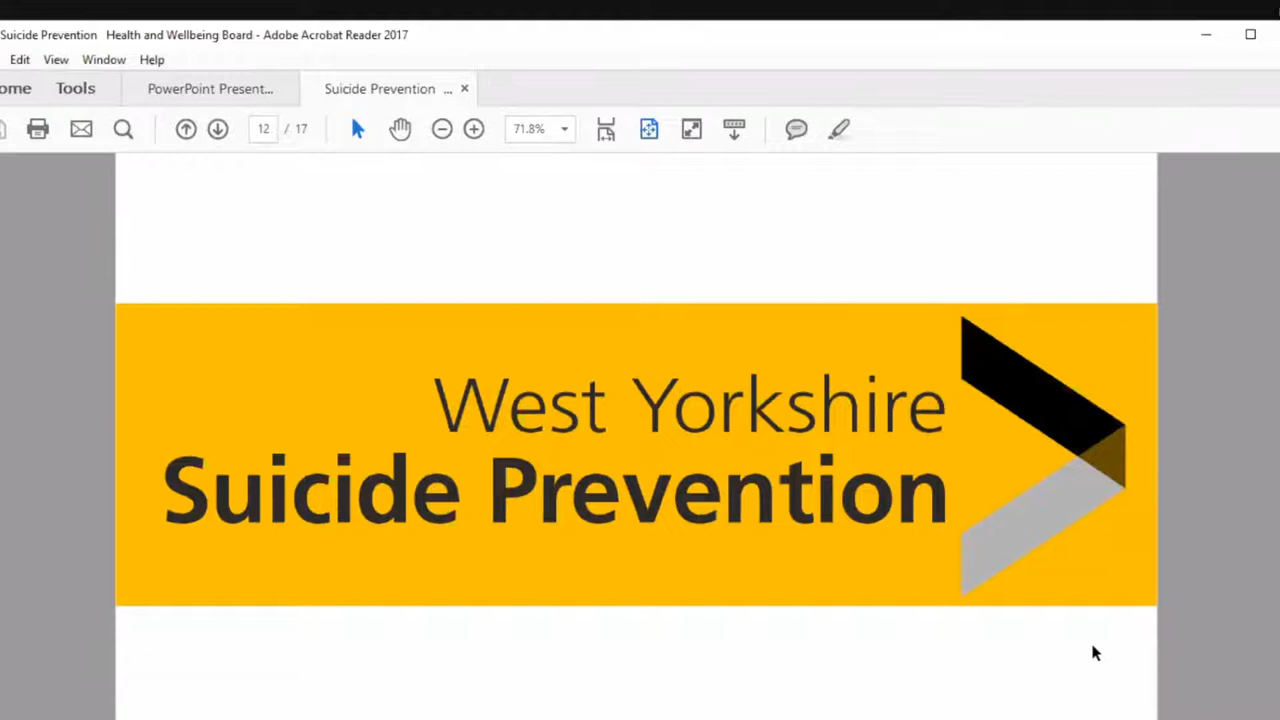 Suicide Prevention Health and Wellbeing Board - Adobe Acrobat Reader 2017
Edit View Window Help
ome Tools PowerPoint Present... Suicide Prevention ... ×
12 / 17 71.8%
West Yorkshire
Suicide Prevention